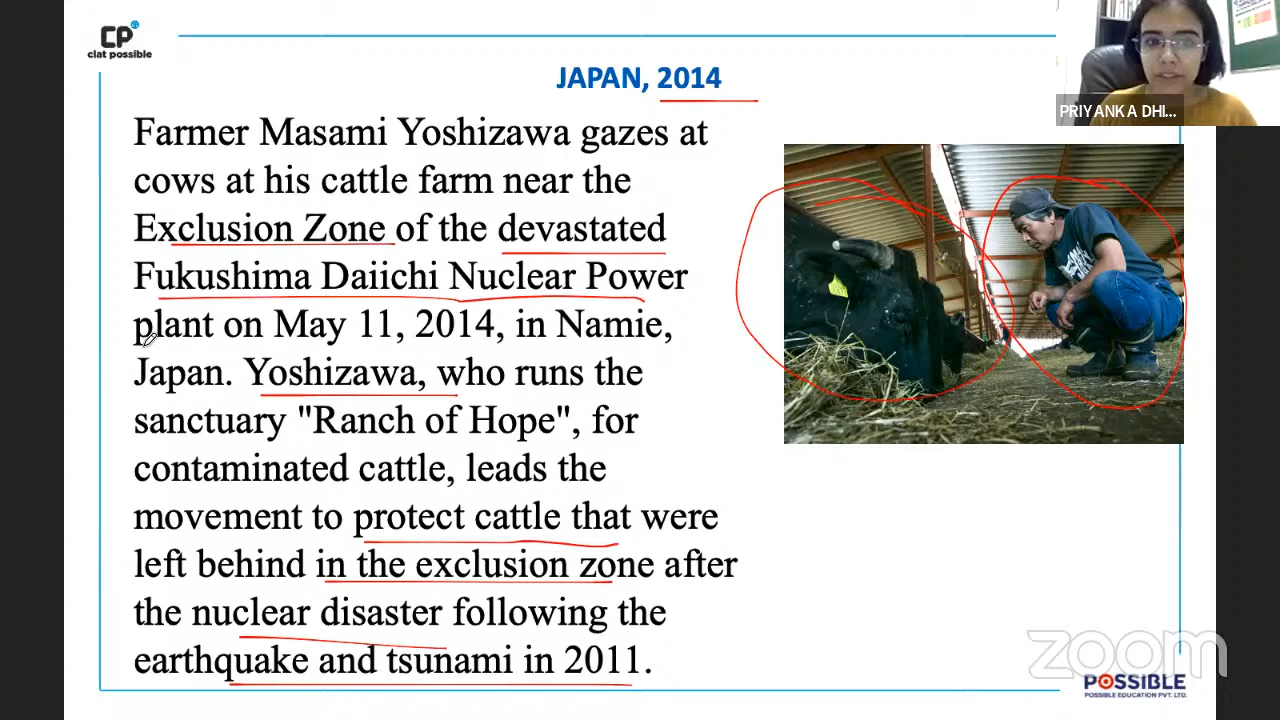 CP
clat possible
JAPAN, 2014
PRIYANKA DHI...
Farmer Masami Yoshizawa gazes at
cows at his cattle farm near the
Exclusion Zone of the devastated
Fukushima Daiichi Nuclear Power
plant on May 11, 2014, in Namie,
Japan. Yoshizawa, who runs the
sanctuary "Ranch of Hope", for
contaminated cattle, leads the
movement to protect cattle that were
left behind in the exclusion zone after
the nuclear disaster following the
earthquake and tsunami in 2011.
zoom
POSSIBLE
POSSIBLE EDUCATION PVT. LTD.